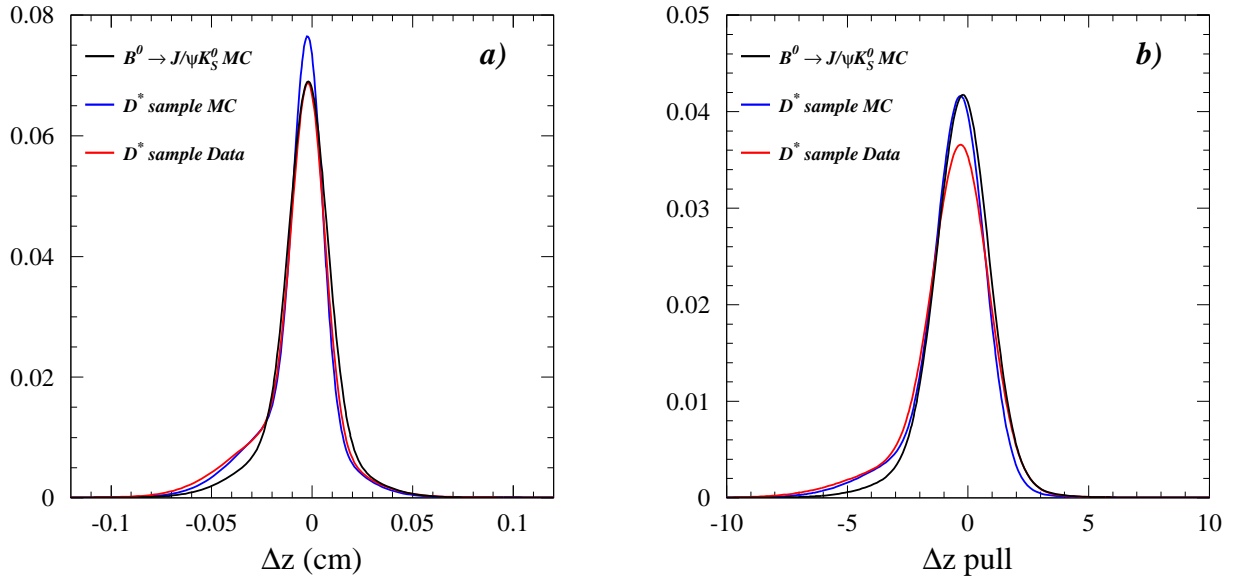 a)
B⁰ → J/ψK⁰_S MC
D* sample MC
D* sample Data
0.08
0.06
0.04
0.02
0
-0.1 -0.05 0 0.05 0.1
Δz (cm)
b)
B⁰ → J/ψK⁰_S MC
D* sample MC
D* sample Data
0.05
0.04
0.03
0.02
0.01
0
-10 -5 0 5 10
Δz pull